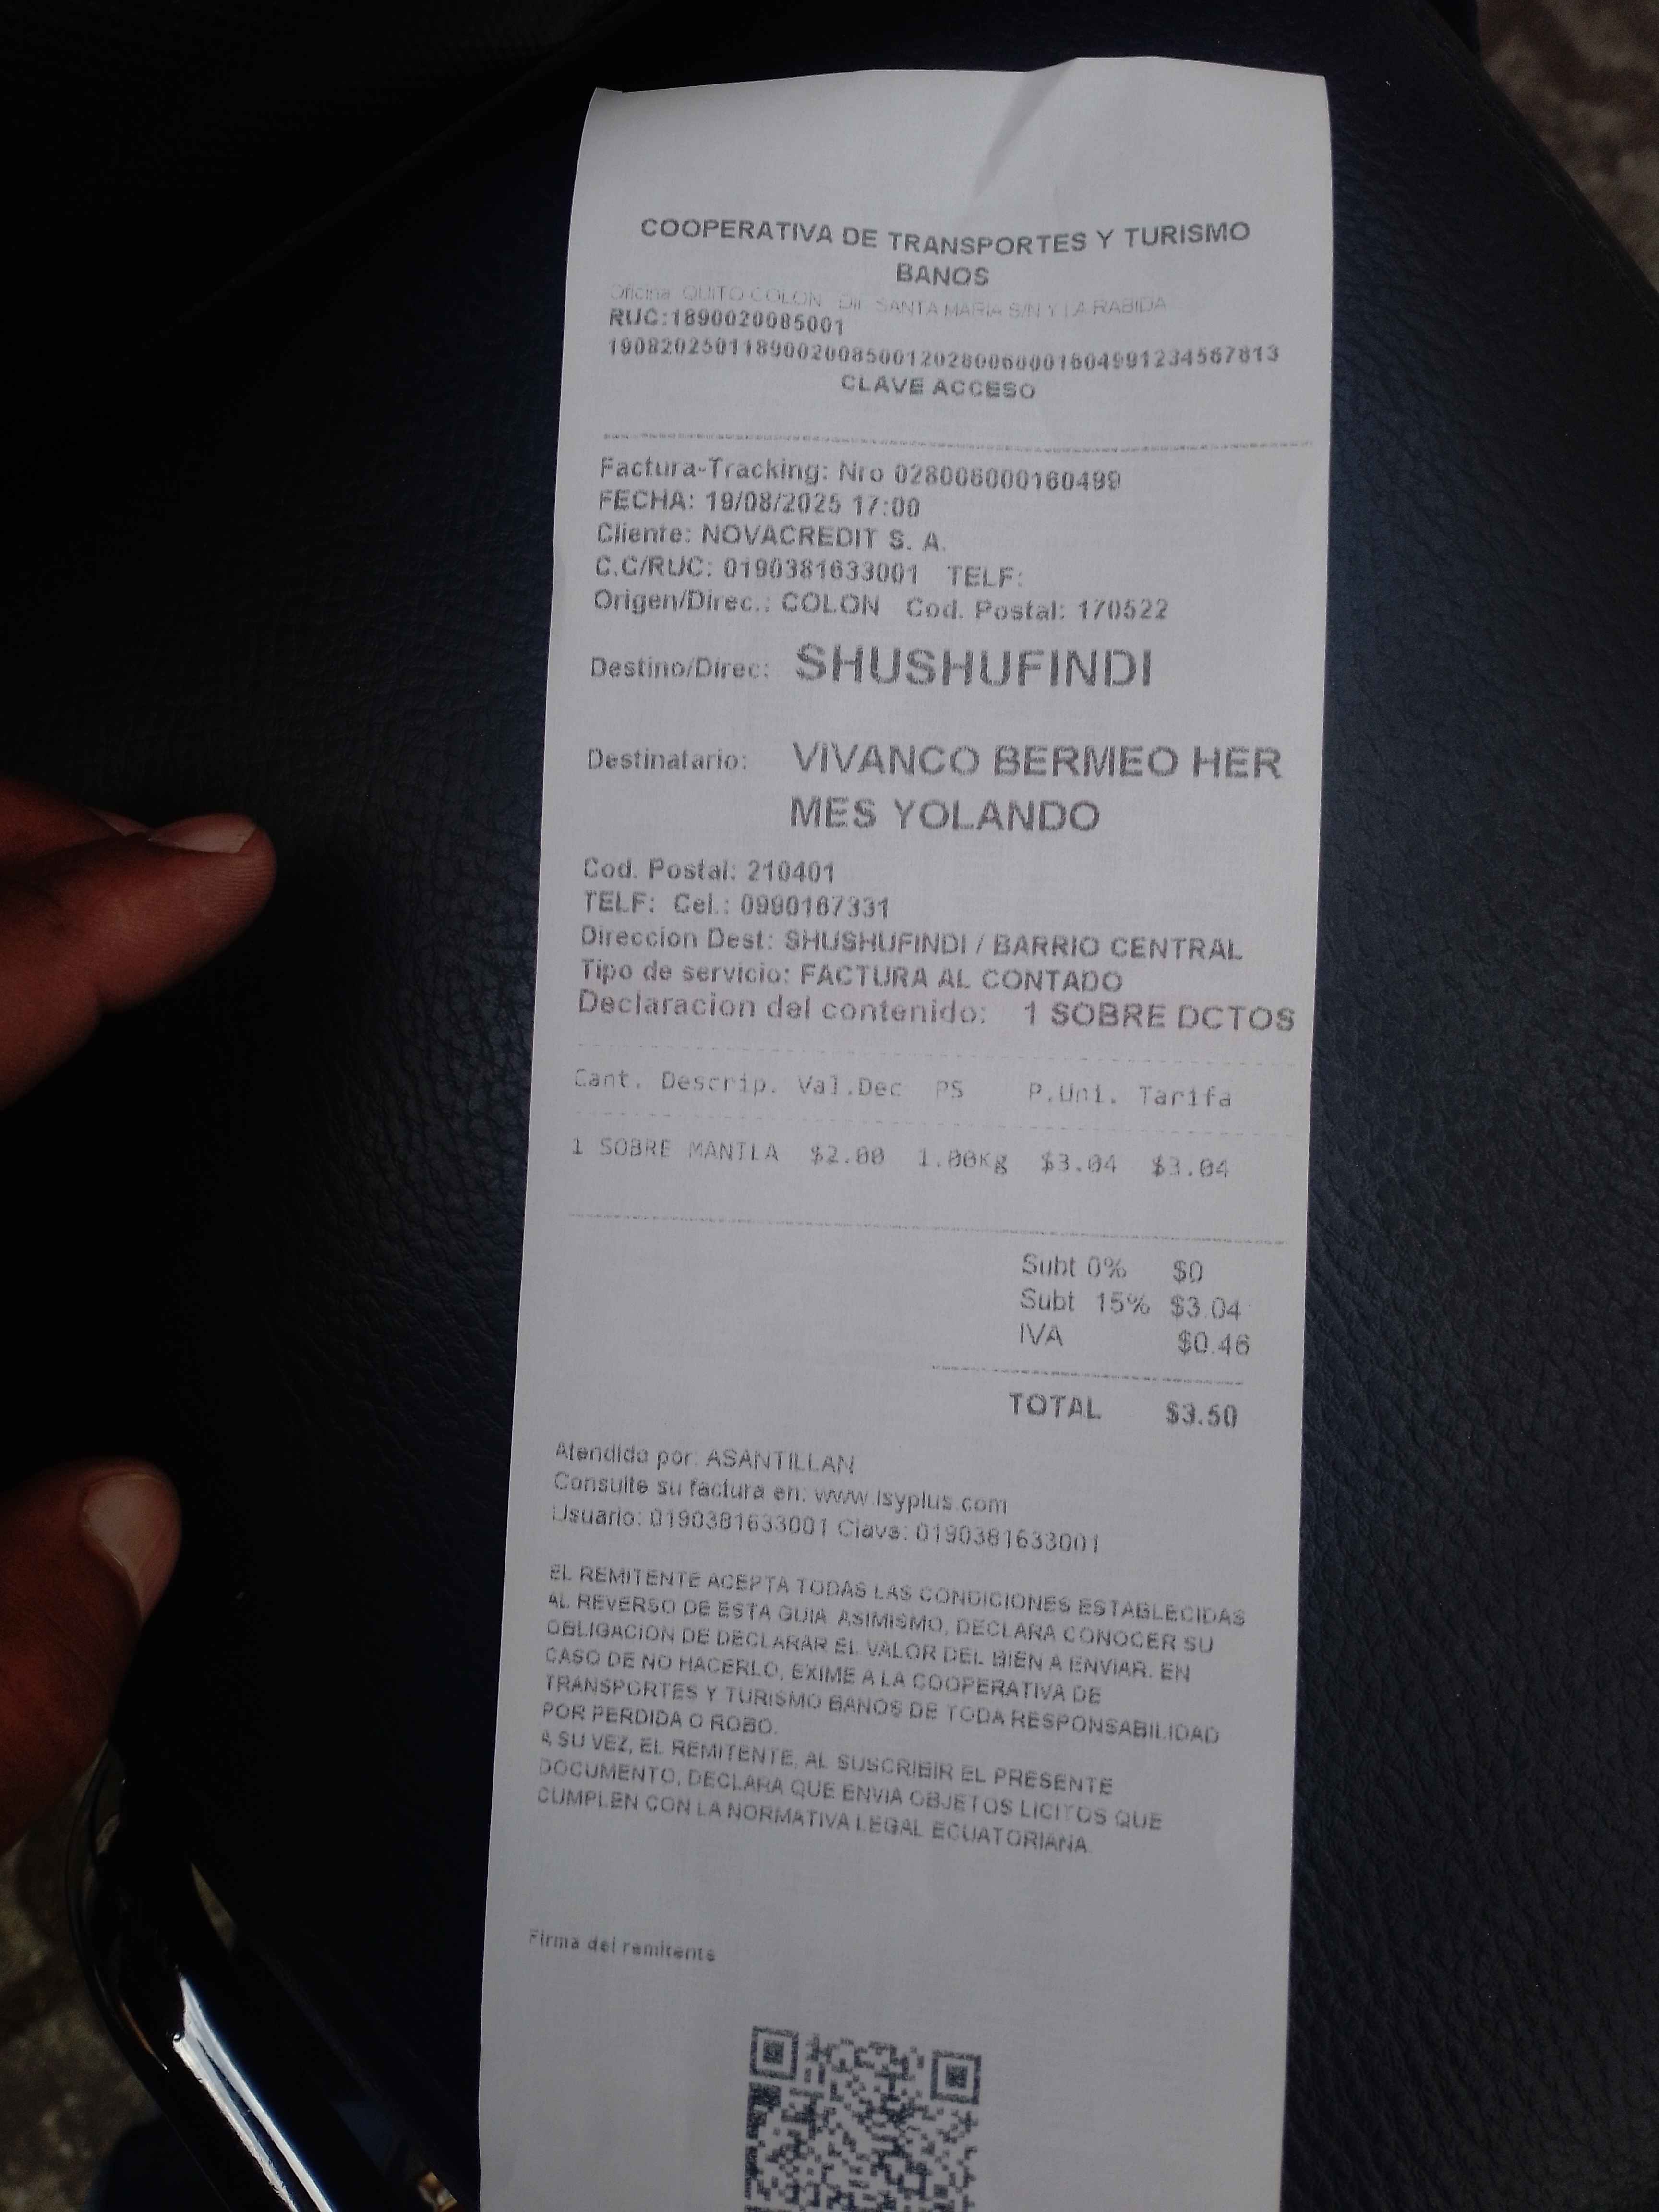 COOPERATIVA DE TRANSPORTES Y TURISMO
BANOS
Oficina: QUITO COLON Dir: SANTA MARIA S/N Y LA RABIDA
RUC:1890020085001
1908202501189002008500120280060001604991234567813
CLAVE ACCESO
Factura-Tracking: Nro 028006000160499
FECHA: 19/08/2025 17:00
Cliente: NOVACREDIT S. A.
C.C/RUC: 0190381633001 TELF:
Origen/Direc.: COLON Cod. Postal: 170522
Destino/Direc: SHUSHUFINDI
Destinatario: VIVANCO BERMEO HER
MES YOLANDO
Cod. Postal: 210401
TELF: Cel.: 0990167331
Direccion Dest: SHUSHUFINDI / BARRIO CENTRAL
Tipo de servicio: FACTURA AL CONTADO
Declaracion del contenido: 1 SOBRE DCTOS
Cant. Descrip. Val.Dec PS P.Uni. Tarifa
1 SOBRE MANILA $2.00 1.00Kg $3.04 $3.04
Subt 0% $0
Subt 15% $3.04
IVA $0.46
TOTAL $3.50
Atendido por: ASANTILLAN
Consulte su factura en: www.isyplus.com
Usuario: 0190381633001 Clave: 0190381633001
EL REMITENTE ACEPTA TODAS LAS CONDICIONES ESTABLECIDAS
AL REVERSO DE ESTA GUIA. ASIMISMO, DECLARA CONOCER SU
OBLIGACION DE DECLARAR EL VALOR DEL BIEN A ENVIAR. EN
CASO DE NO HACERLO, EXIME A LA COOPERATIVA DE
TRANSPORTES Y TURISMO BANOS DE TODA RESPONSABILIDAD
POR PERDIDA O ROBO.
A SU VEZ, EL REMITENTE, AL SUSCRIBIR EL PRESENTE
DOCUMENTO, DECLARA QUE ENVIA OBJETOS LICITOS QUE
CUMPLEN CON LA NORMATIVA LEGAL ECUATORIANA.
Firma del remitente